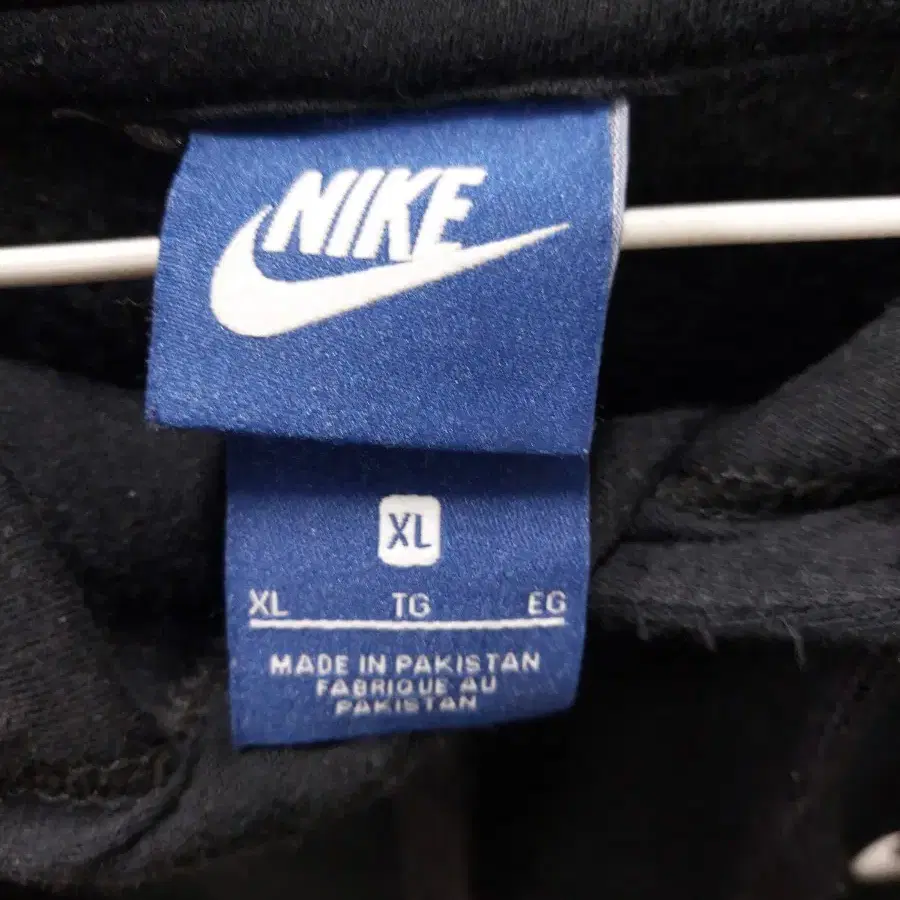 NIKE
XL
XL TG EG
MADE IN PAKISTAN
FABRIQUE AU
PAKISTAN